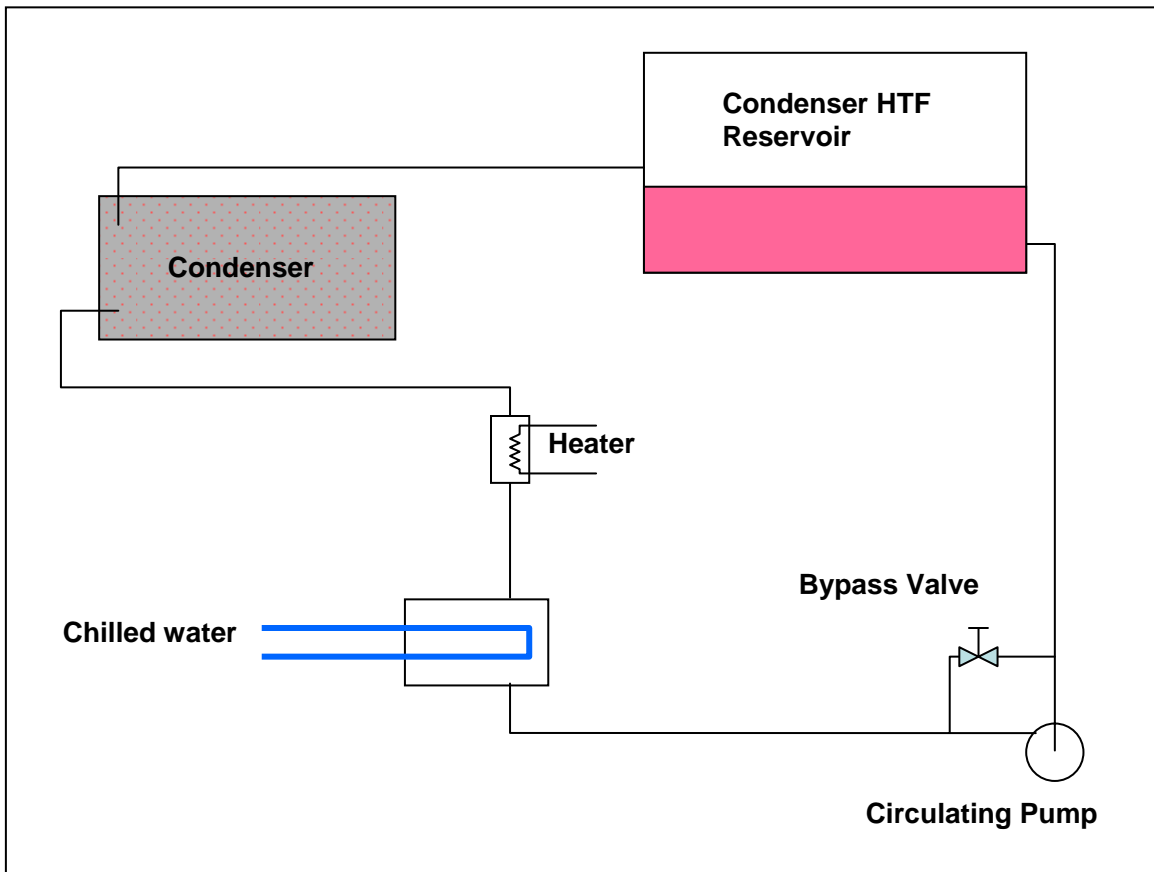 Condenser HTF
Reservoir
Condenser
Heater
Bypass Valve
Chilled water
Circulating Pump